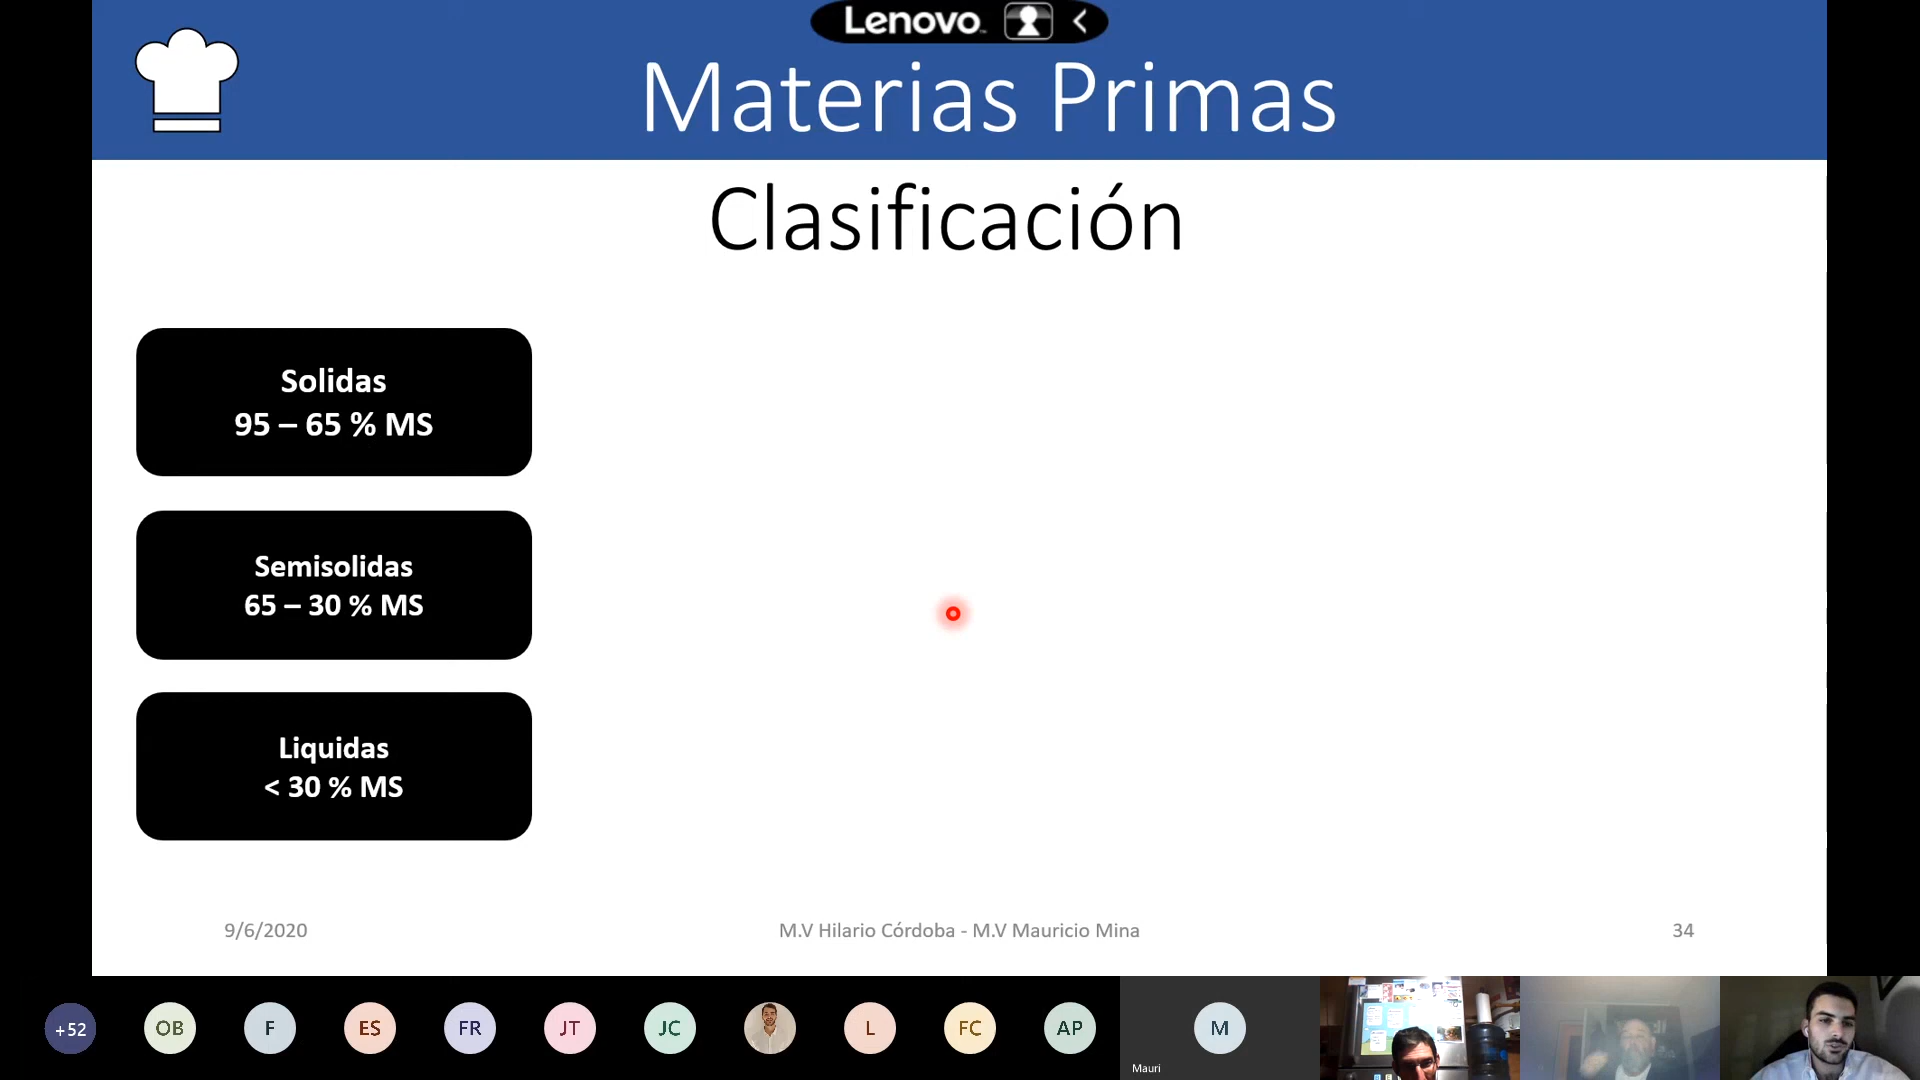 Lenovo
Materias Primas
Clasificación
Solidas
95 – 65 % MS
Semisolidas
65 – 30 % MS
Liquidas
< 30 % MS
9/6/2020
M.V Hilario Córdoba - M.V Mauricio Mina
34
+52
OB
F
ES
FR
JT
JC
L
FC
AP
M
Mauri